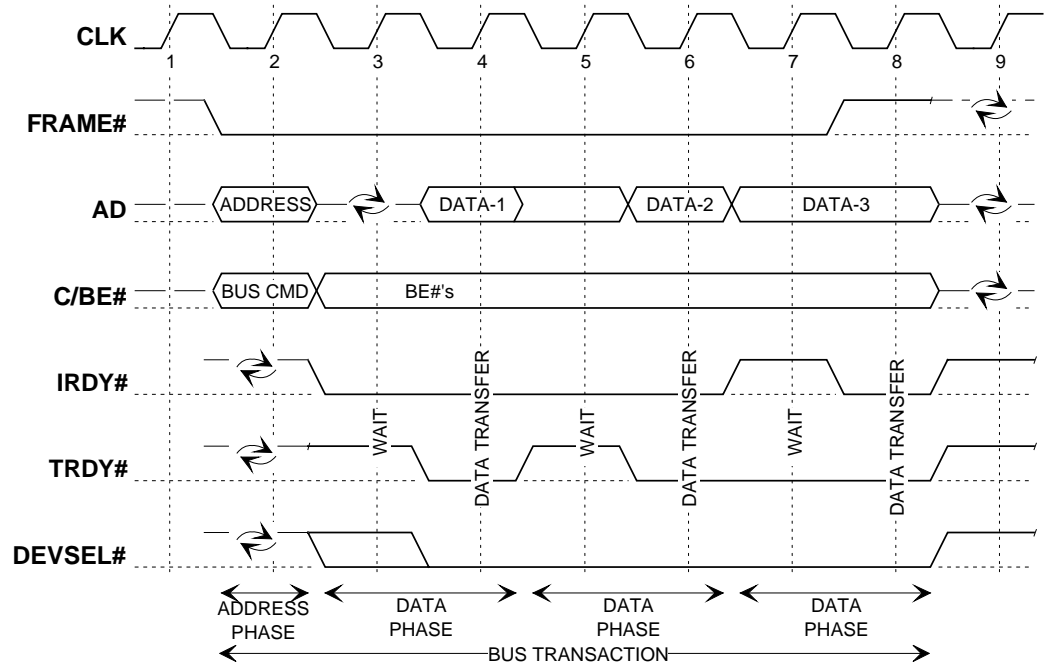 CLK
1 2 3 4 5 6 7 8 9
FRAME#
AD ADDRESS DATA-1 DATA-2 DATA-3
C/BE# BUS CMD BE#'s
IRDY#
WAIT DATA TRANSFER WAIT DATA TRANSFER WAIT DATA TRANSFER
TRDY#
DEVSEL#
ADDRESS DATA DATA DATA
PHASE PHASE PHASE PHASE
BUS TRANSACTION